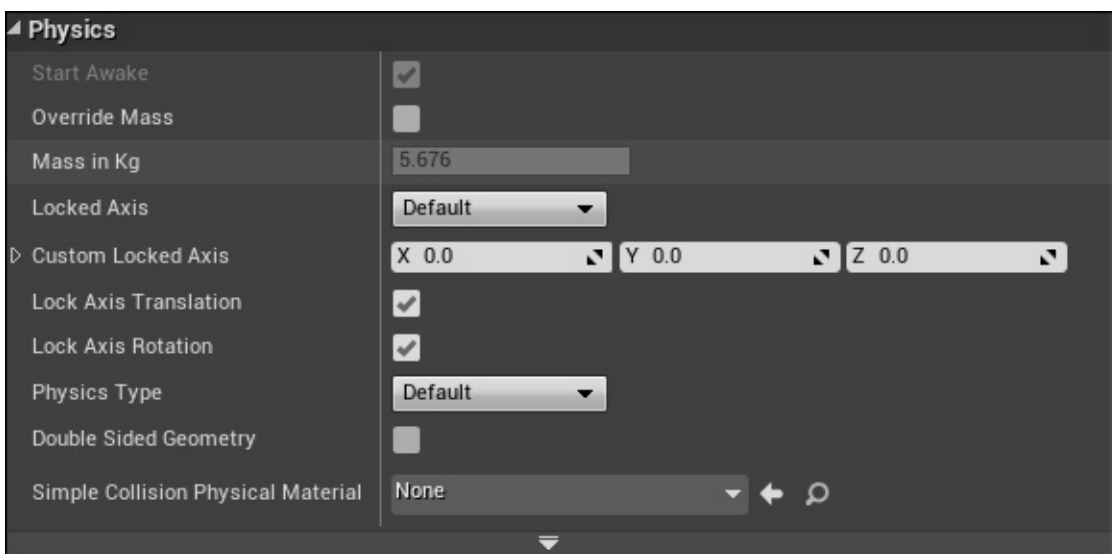 Physics
Start Awake
Override Mass
Mass in Kg 5.676
Locked Axis Default
Custom Locked Axis X 0.0 Y 0.0 Z 0.0
Lock Axis Translation
Lock Axis Rotation
Physics Type Default
Double Sided Geometry
Simple Collision Physical Material None